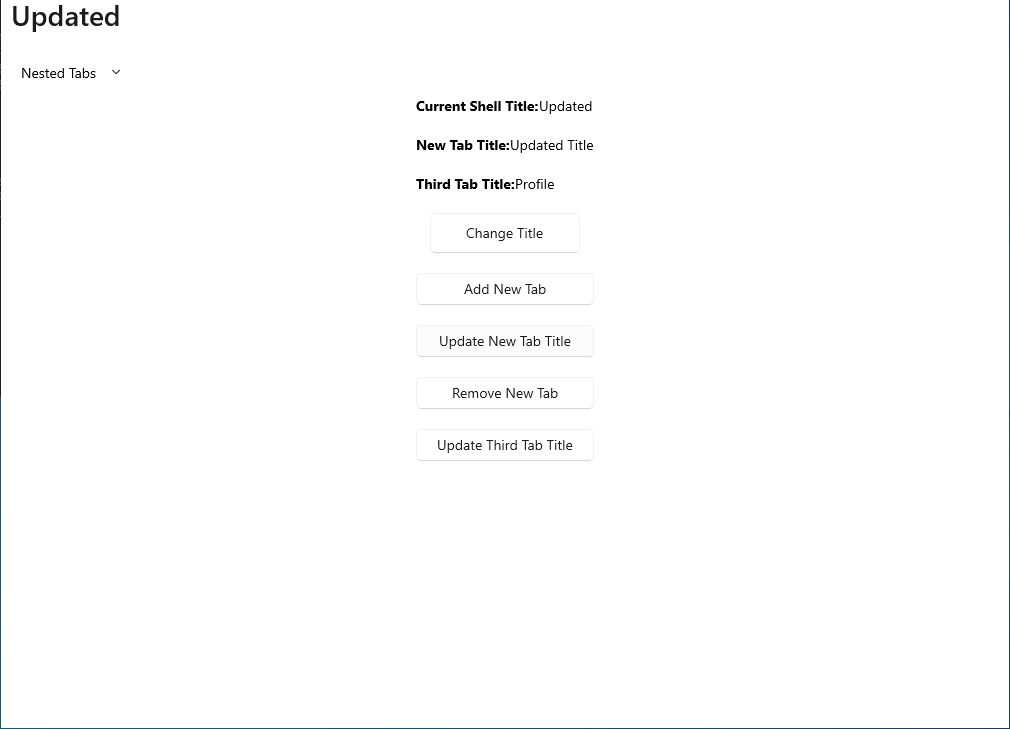 Updated
Nested Tabs
Current Shell Title:Updated
New Tab Title:Updated Title
Third Tab Title:Profile
Change Title
Add New Tab
Update New Tab Title
Remove New Tab
Update Third Tab Title